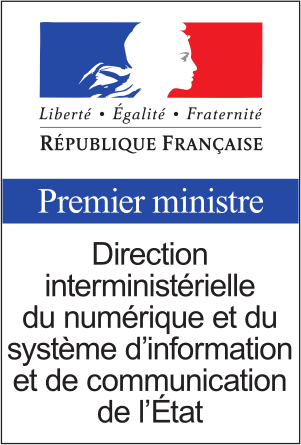 Liberté • Égalité • Fraternité
RÉPUBLIQUE FRANÇAISE
Premier ministre
Direction
interministérielle
du numérique et du
système d’information
et de communication
de l’État